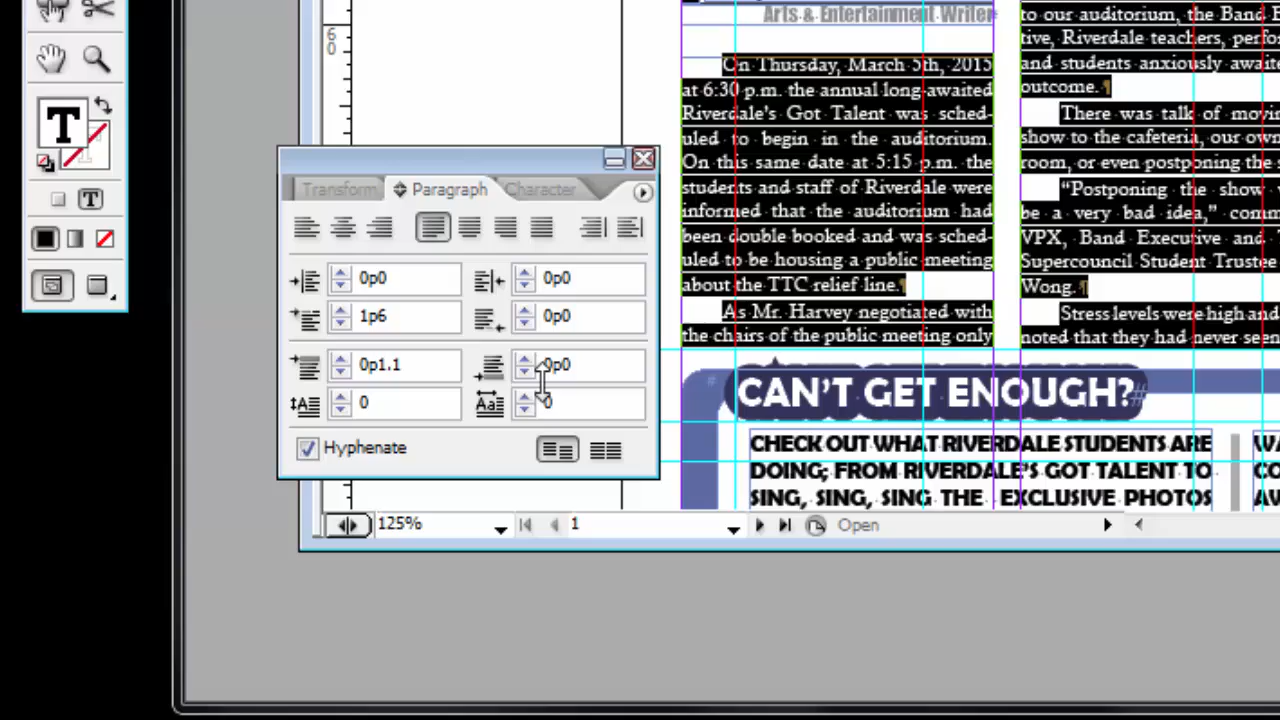 Arts & Entertainment Writer
On Thursday, March 5th, 2015
at 6:30 p.m. the annual long-awaited
Riverdale's Got Talent was sched-
uled to begin in the auditorium.
On this same date at 5:15 p.m. the
students and staff of Riverdale were
informed that the auditorium had
been double booked and was sched-
uled to be housing a public meeting
about the TTC relief line.
As Mr. Harvey negotiated with
the chairs of the public meeting only
to our auditorium, the Band E
tive, Riverdale teachers, perfo
and students anxiously awaite
outcome.
There was talk of movi
show to the cafeteria, our own
room, or even postponing the
“Postponing the show
be a very bad idea,” comm
VPX, Band Executive and T
Supercouncil Student Trustee
Wong.
Stress levels were high and
noted that they had never seen
CAN'T GET ENOUGH?
CHECK OUT WHAT RIVERDALE STUDENTS ARE
DOING; FROM RIVERDALE'S GOT TALENT TO
SING, SING, SING THE EXCLUSIVE PHOTOS
60
T
T
Transform Paragraph Character
0p0 0p0
1p6 0p0
0p1.1 0p0
0 0
Hyphenate
125% 1 Open